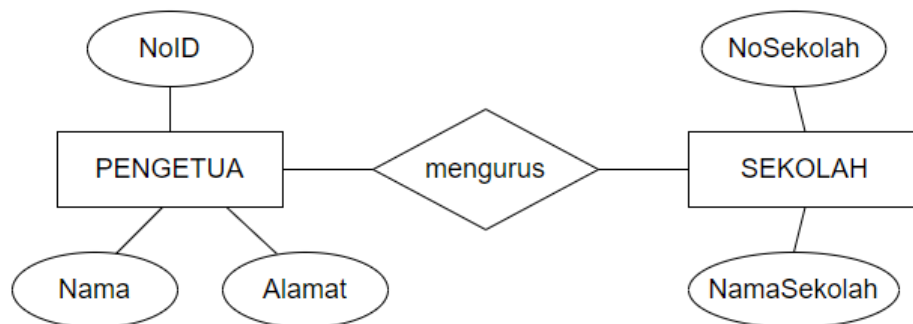 NoID
NoSekolah
PENGETUA
mengurus
SEKOLAH
Nama
Alamat
NamaSekolah